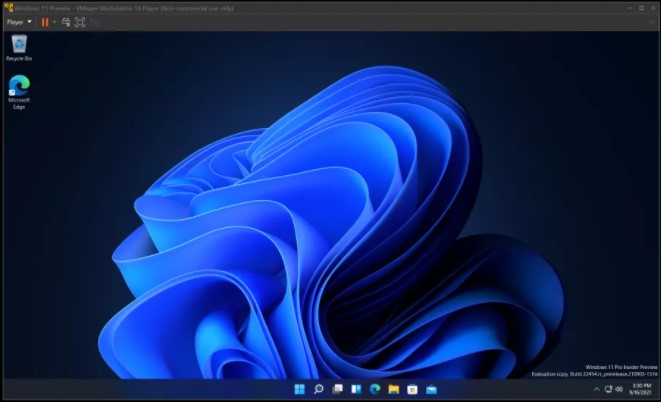 Windows 11 Preview - VMware Workstation 16 Player (Non-commercial use only)
Player
Recycle Bin
Microsoft
Edge
Windows 11 Pro Insider Preview
Evaluation copy. Build 22454.rs_prerelease.210903-1516
3:30 PM
9/16/2021